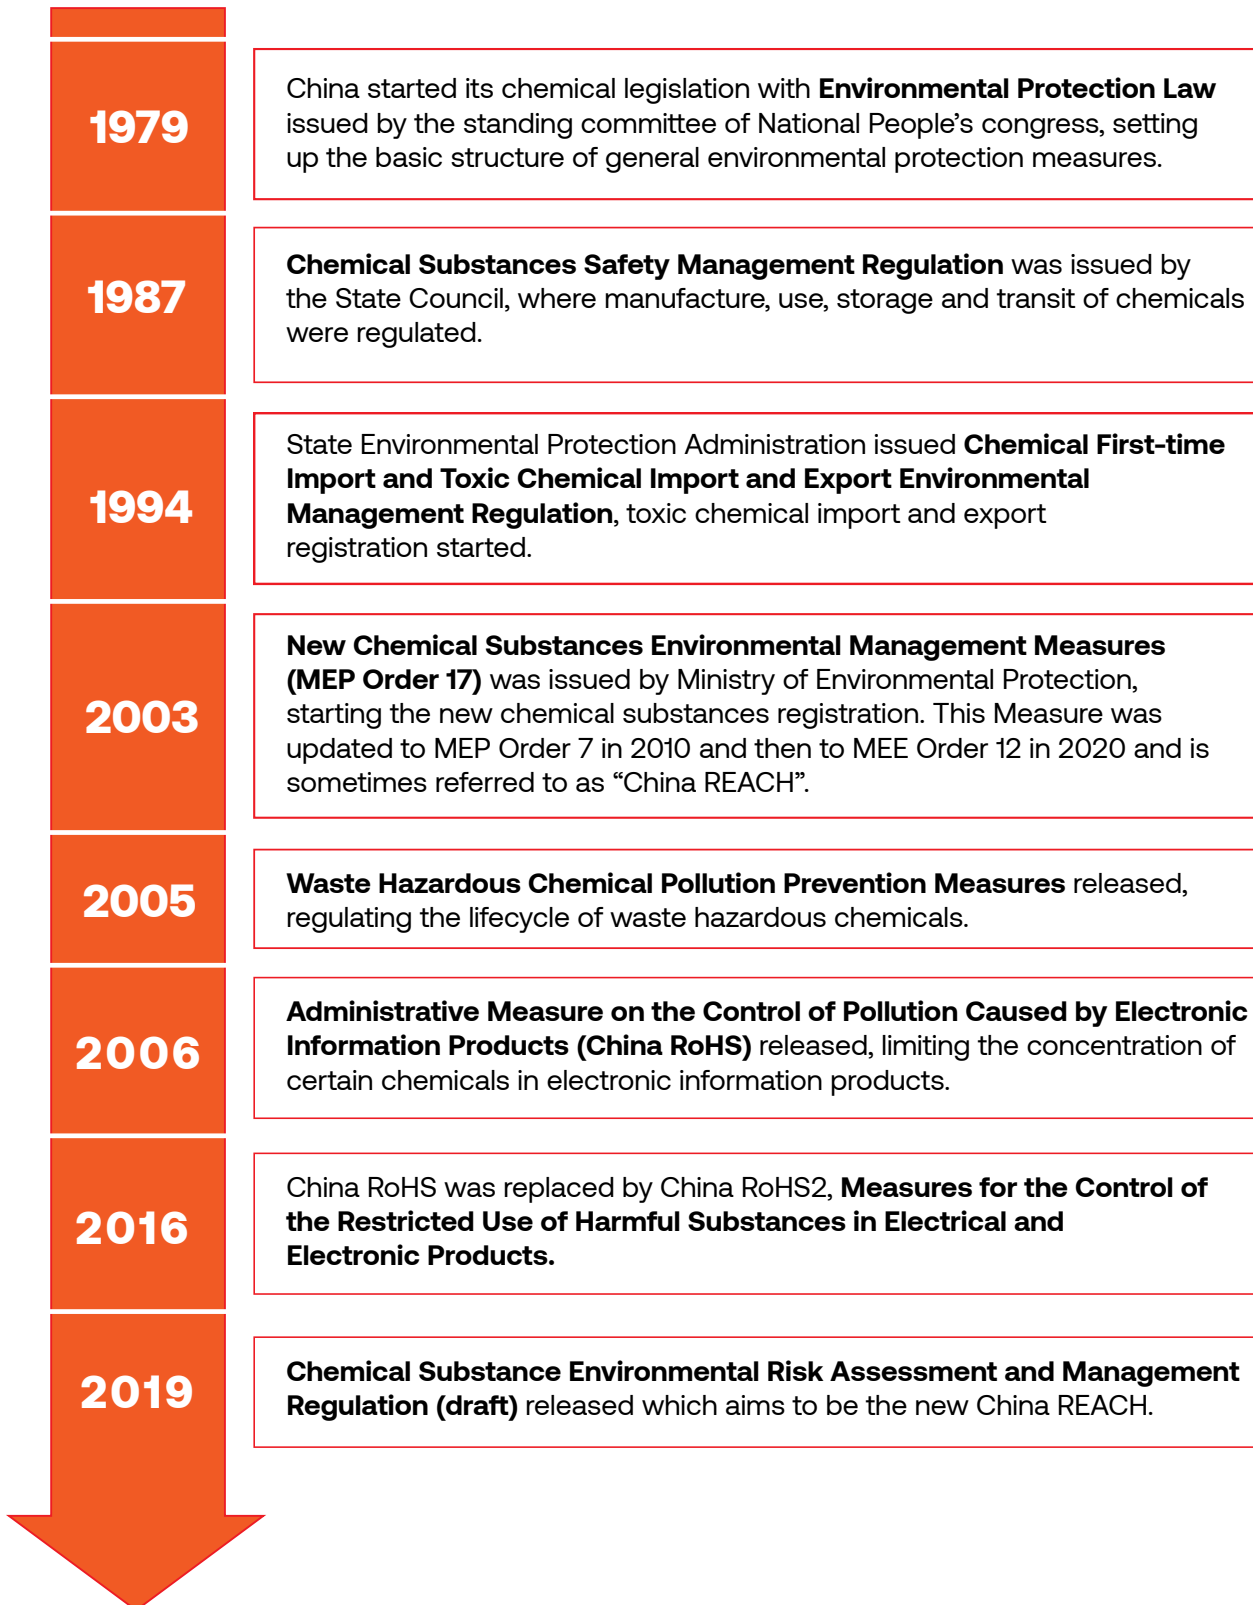 1979
China started its chemical legislation with Environmental Protection Law
issued by the standing committee of National People’s congress, setting
up the basic structure of general environmental protection measures.
1987
Chemical Substances Safety Management Regulation was issued by
the State Council, where manufacture, use, storage and transit of chemicals
were regulated.
1994
State Environmental Protection Administration issued Chemical First-time
Import and Toxic Chemical Import and Export Environmental
Management Regulation, toxic chemical import and export
registration started.
2003
New Chemical Substances Environmental Management Measures
(MEP Order 17) was issued by Ministry of Environmental Protection,
starting the new chemical substances registration. This Measure was
updated to MEP Order 7 in 2010 and then to MEE Order 12 in 2020 and is
sometimes referred to as “China REACH”.
2005
Waste Hazardous Chemical Pollution Prevention Measures released,
regulating the lifecycle of waste hazardous chemicals.
2006
Administrative Measure on the Control of Pollution Caused by Electronic
Information Products (China RoHS) released, limiting the concentration of
certain chemicals in electronic information products.
2016
China RoHS was replaced by China RoHS2, Measures for the Control of
the Restricted Use of Harmful Substances in Electrical and
Electronic Products.
2019
Chemical Substance Environmental Risk Assessment and Management
Regulation (draft) released which aims to be the new China REACH.